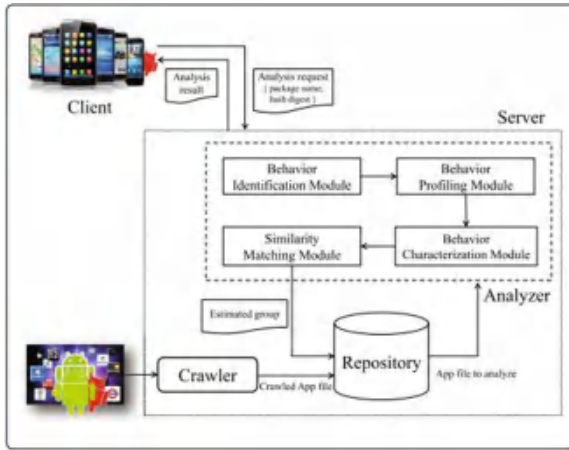 Analysis
result
Analysis request
( package name,
hash digest )
Client
Server
Behavior
Identification Module
Behavior
Profiling Module
Similarity
Matching Module
Behavior
Characterization Module
Analyzer
Estimated group
Repository
Crawler
Crawled App file
App file to analyze